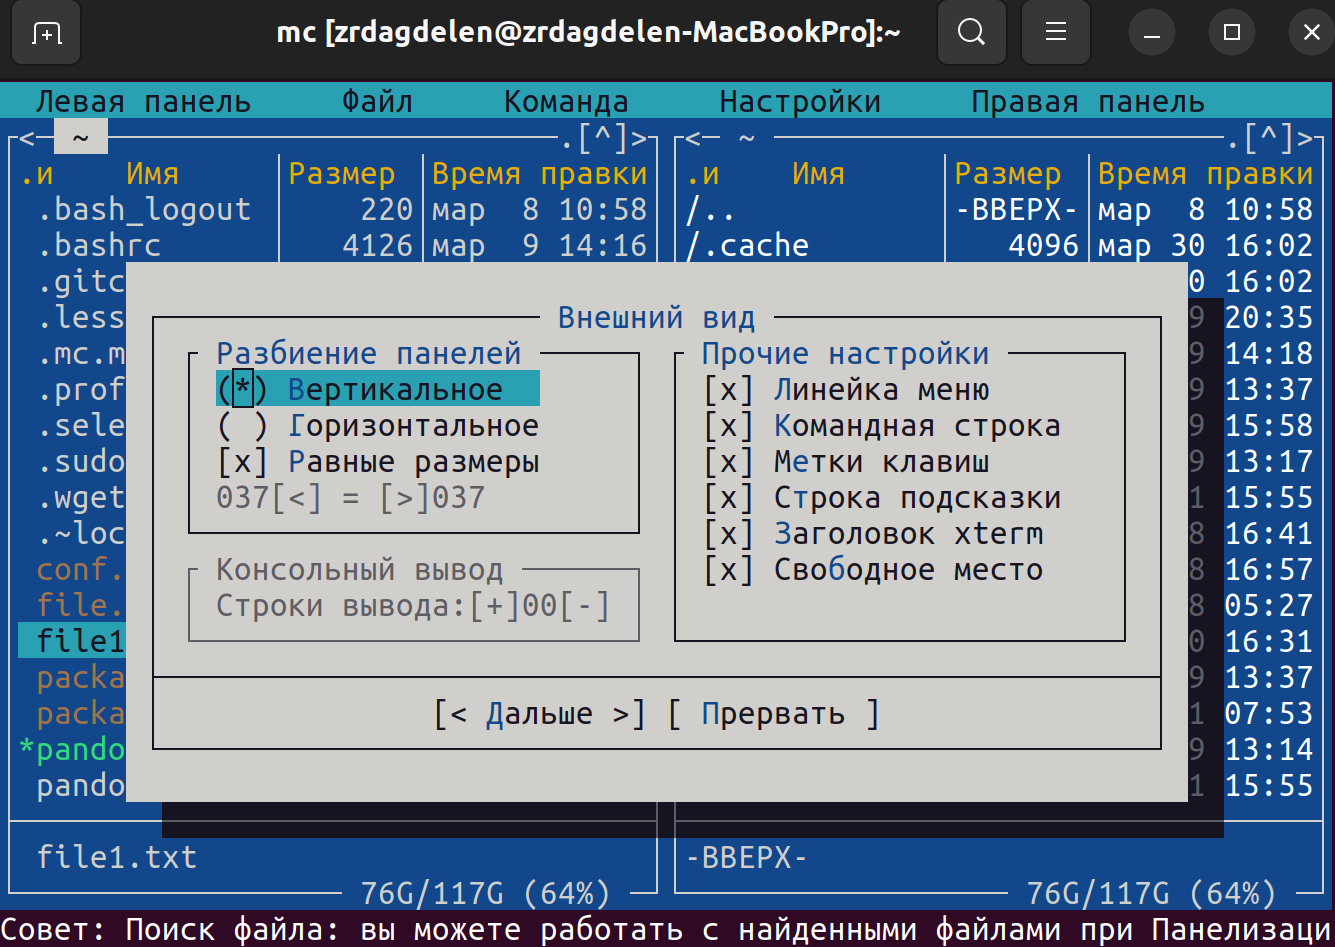 mc [zrdagdelen@zrdagdelen-MacBookPro]:~
Левая панель Файл Команда Настройки Правая панель
< ~ .[^]> < ~ .[^]>
.и Имя Размер Время правки .и Имя Размер Время правки
.bash_logout 220 мар 8 10:58 /.. -ВВЕРХ- мар 8 10:58
.bashrc 4126 мар 9 14:16 /.cache 4096 мар 30 16:02
.gitc 0 16:02
.less Внешний вид 9 20:35
.mc.m Разбиение панелей Прочие настройки 9 14:18
.prof (*) Вертикальное [x] Линейка меню 9 13:37
.sele ( ) Горизонтальное [x] Командная строка 9 15:58
.sudo [x] Равные размеры [x] Метки клавиш 9 13:17
.wget 037[<] = [>]037 [x] Строка подсказки 1 15:55
.~loc [x] Заголовок xterm 8 16:41
conf. Консольный вывод [x] Свободное место 8 16:57
file. Строки вывода:[+]00[-] 8 05:27
file1 0 16:31
packa 9 13:37
packa [< Дальше >] [ Прервать ] 1 07:53
*pando 9 13:14
pando 1 15:55
file1.txt -ВВЕРХ-
76G/117G (64%) 76G/117G (64%)
Совет: Поиск файла: вы можете работать с найденными файлами при Панелизаци